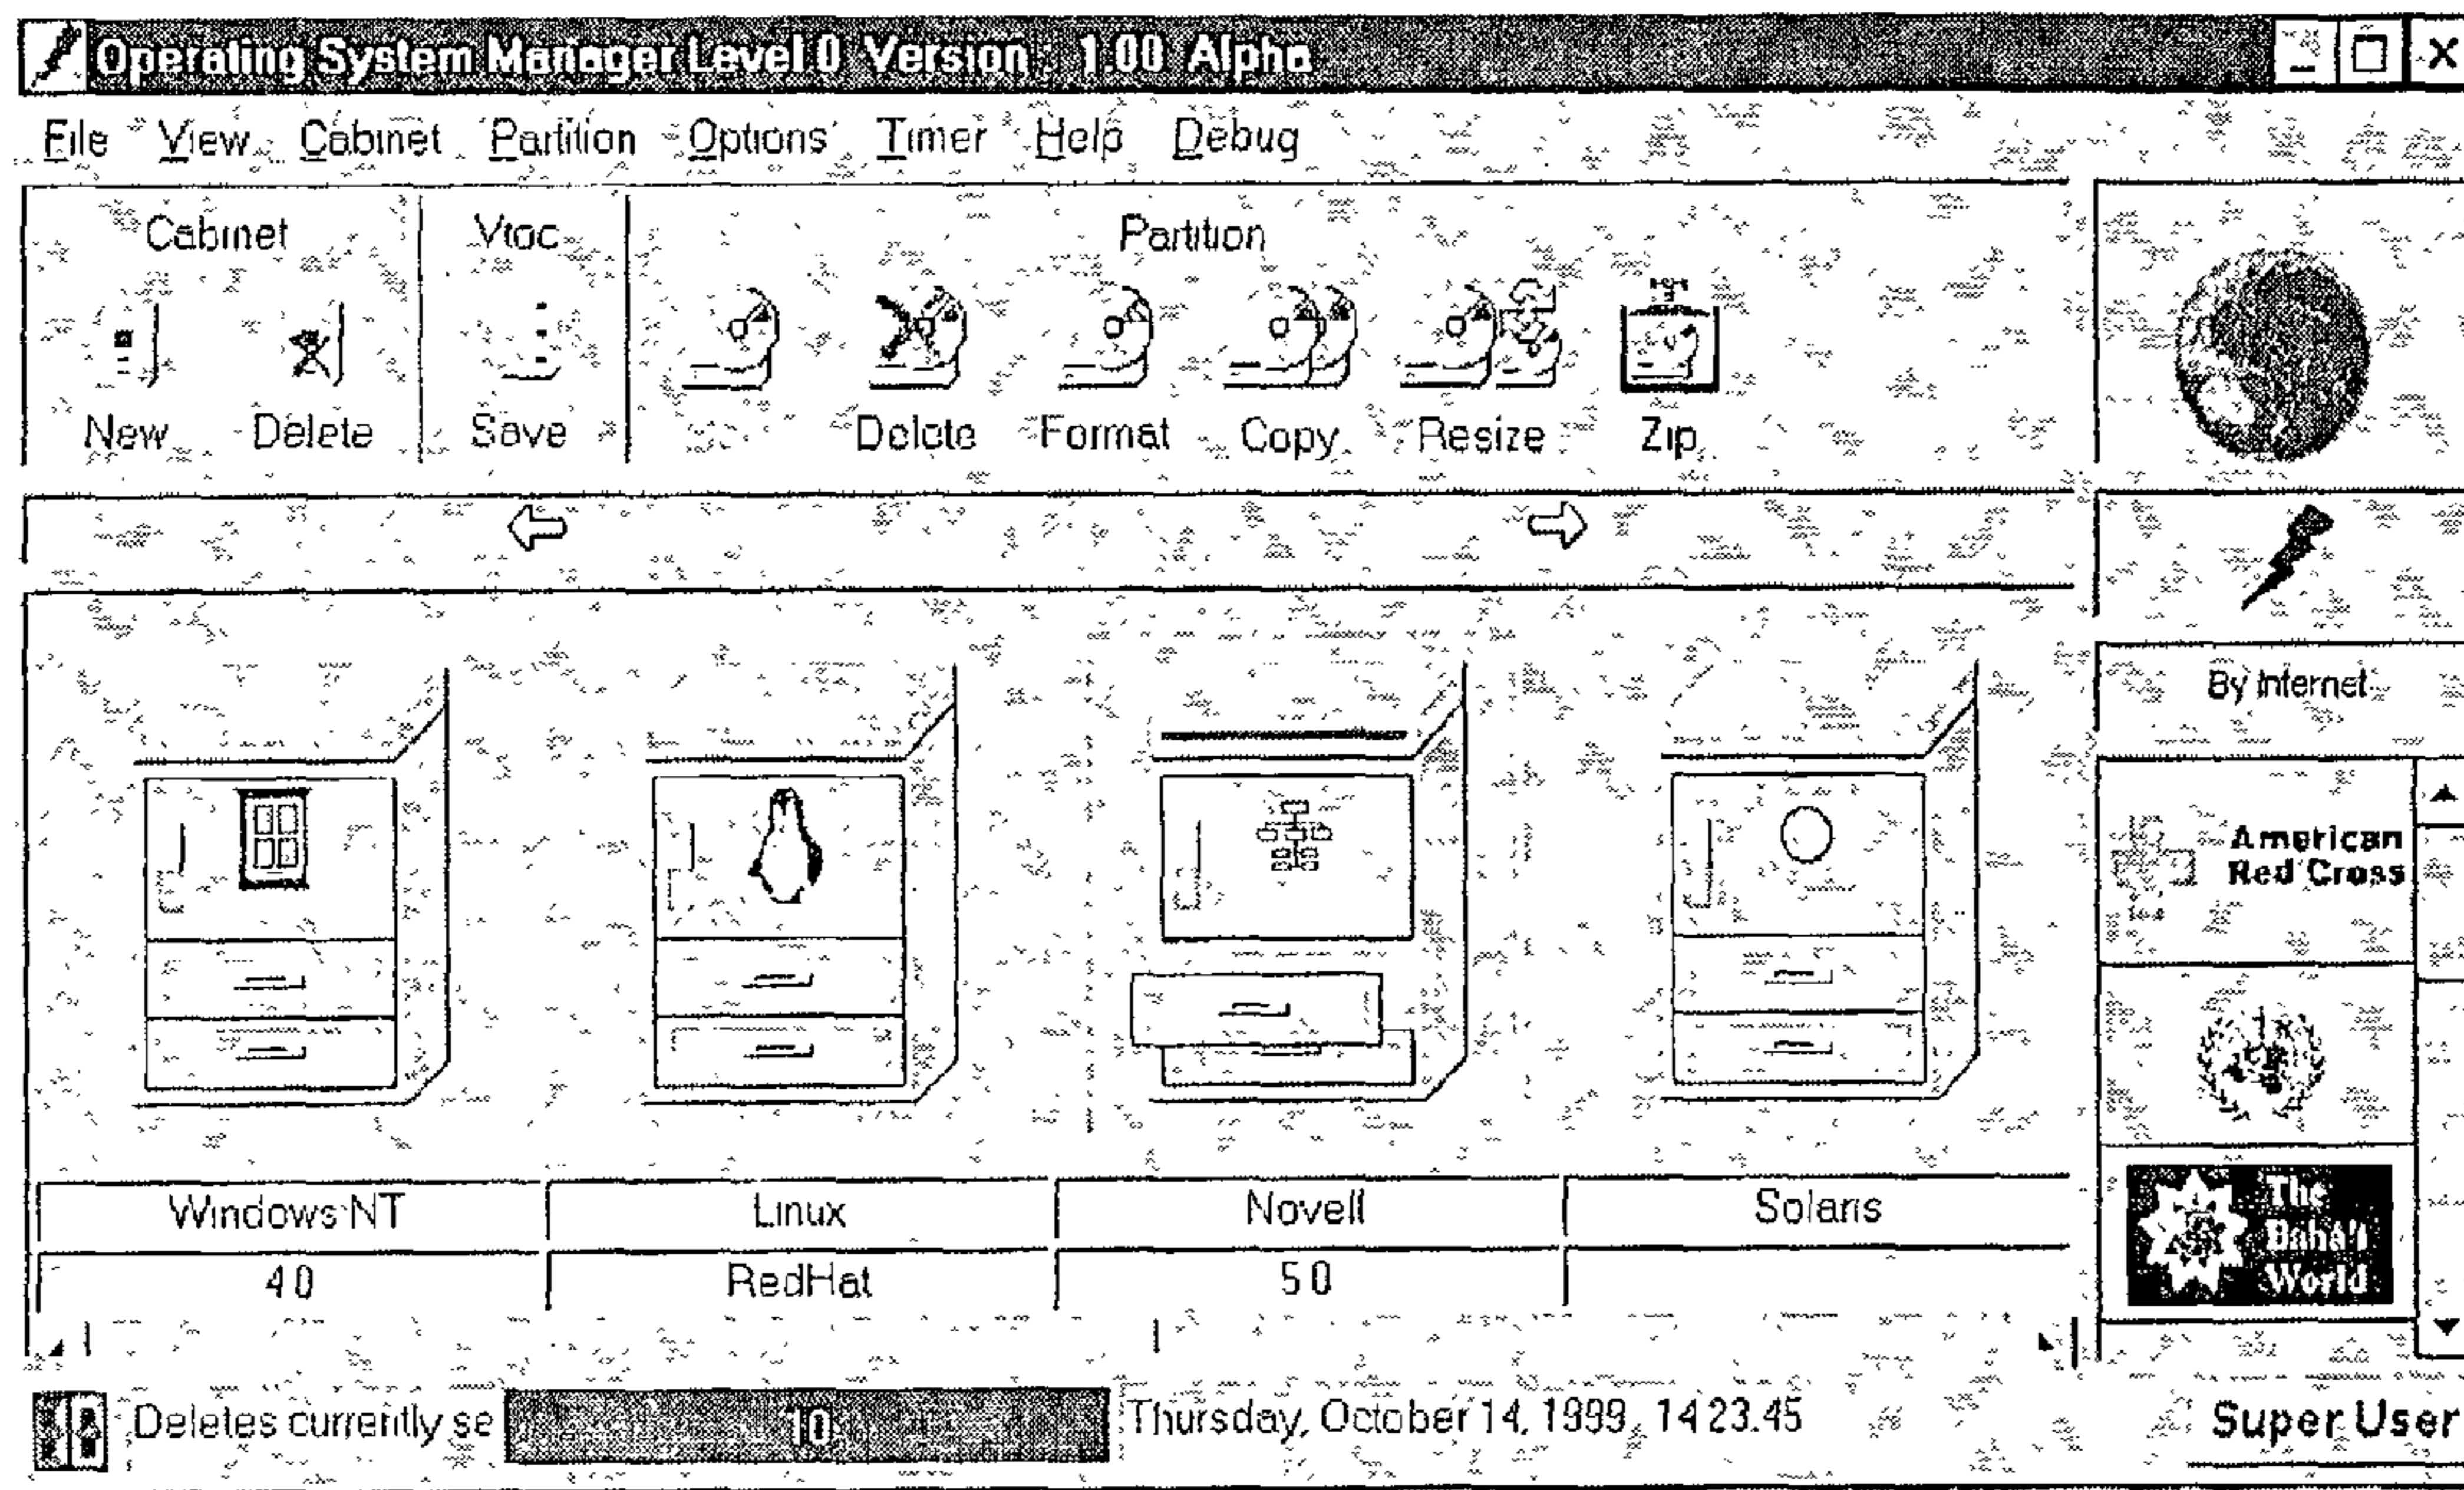 Operating System Manager Level 0 Version : 1.00 Alpha
File View Cabinet Partition Options Timer Help Debug
Cabinet Vtoc Partition
New Delete Save Delete Format Copy Resize Zip
By Internet
American
Red Cross
The
Baha'i
World
Windows NT Linux Novell Solaris
4 0 RedHat 5 0
Deletes currently se 10 Thursday, October 14, 1999, 14 23.45 Super User